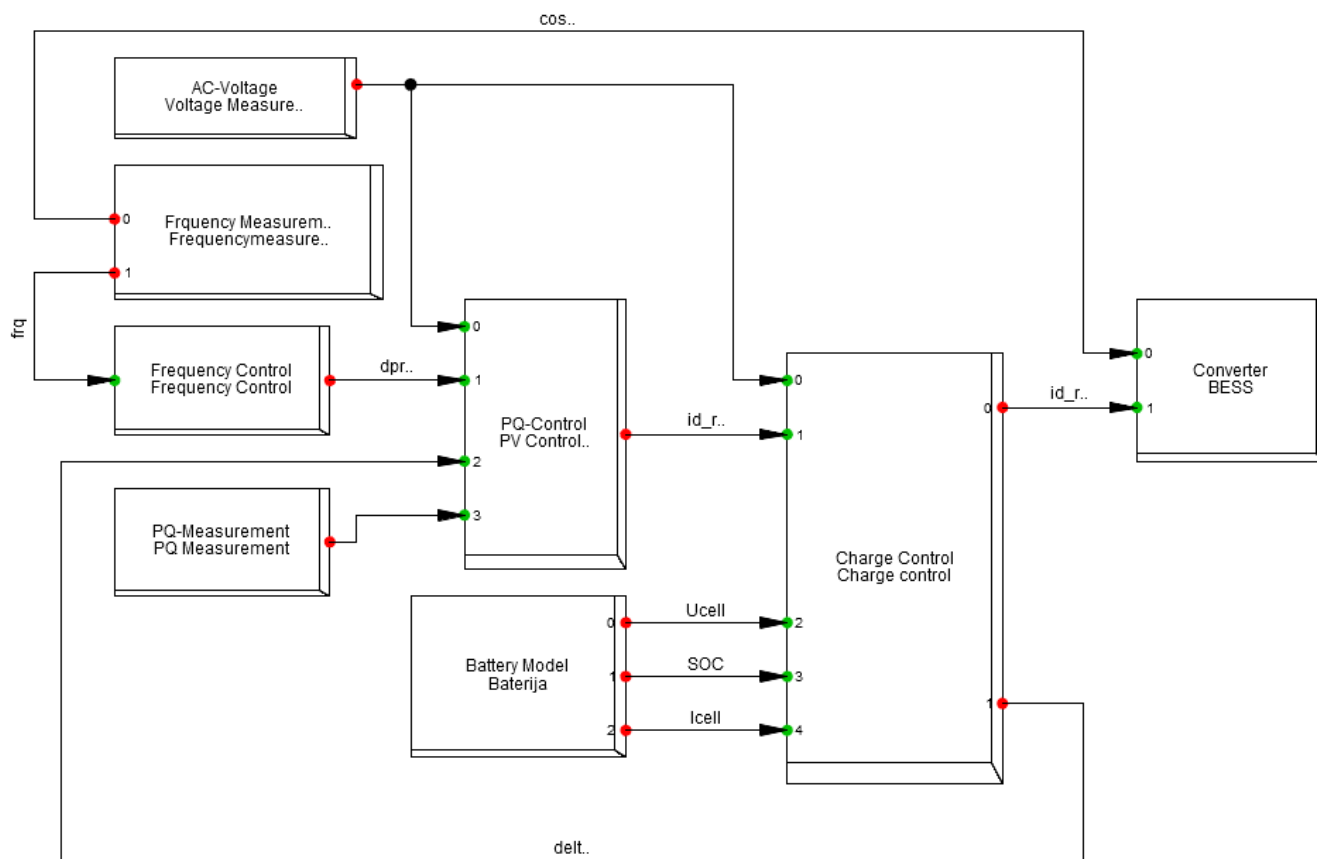 cos..
AC-Voltage
Voltage Measure..
0
Frquency Measurem..
Frequencymeasure..
1
frq
Frequency Control
Frequency Control
dpr..
0
1
PQ-Control
PV Control..
2
3
id_r..
PQ-Measurement
PQ Measurement
0
1
0
id_r..
0
1
Converter
BESS
Charge Control
Charge control
Battery Model
Baterija
0
Ucell
2
1
SOC
3
2
Icell
4
1
delt..